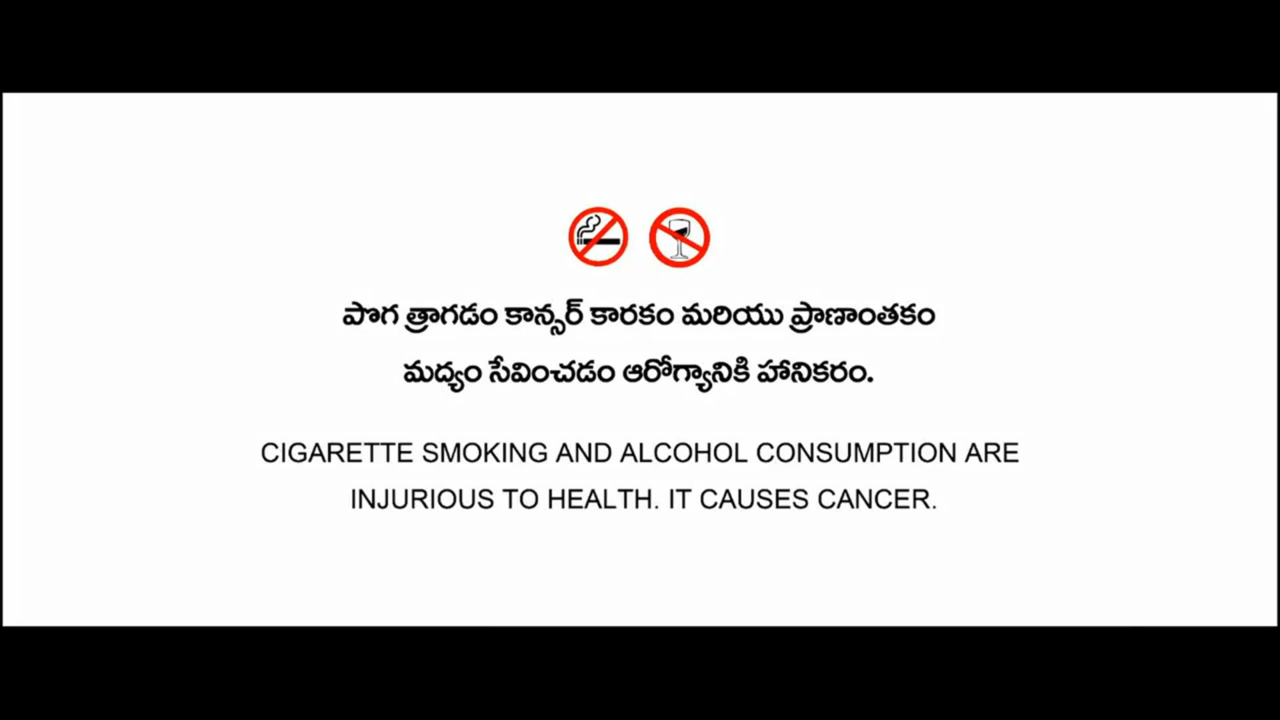 పొగ త్రాగడం కాన్సర్ కారకం మరియు ప్రాణాంతకం
మద్యం సేవించడం ఆరోగ్యానికి హానికరం.
CIGARETTE SMOKING AND ALCOHOL CONSUMPTION ARE
INJURIOUS TO HEALTH. IT CAUSES CANCER.